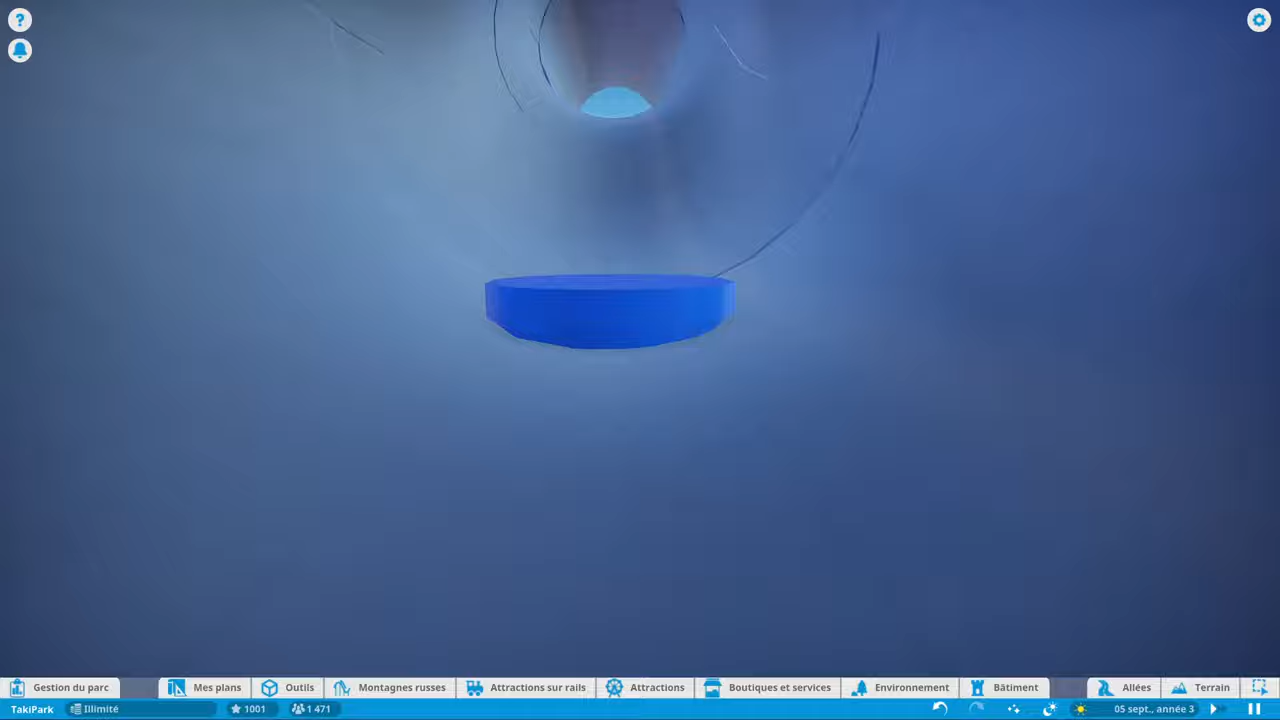 ?
Gestion du parc
Mes plans
Outils
Montagnes russes
Attractions sur rails
Attractions
Boutiques et services
Environnement
Bâtiment
Allées
Terrain
TakiPark
Illimité
1001
1 471
05 sept., année 3